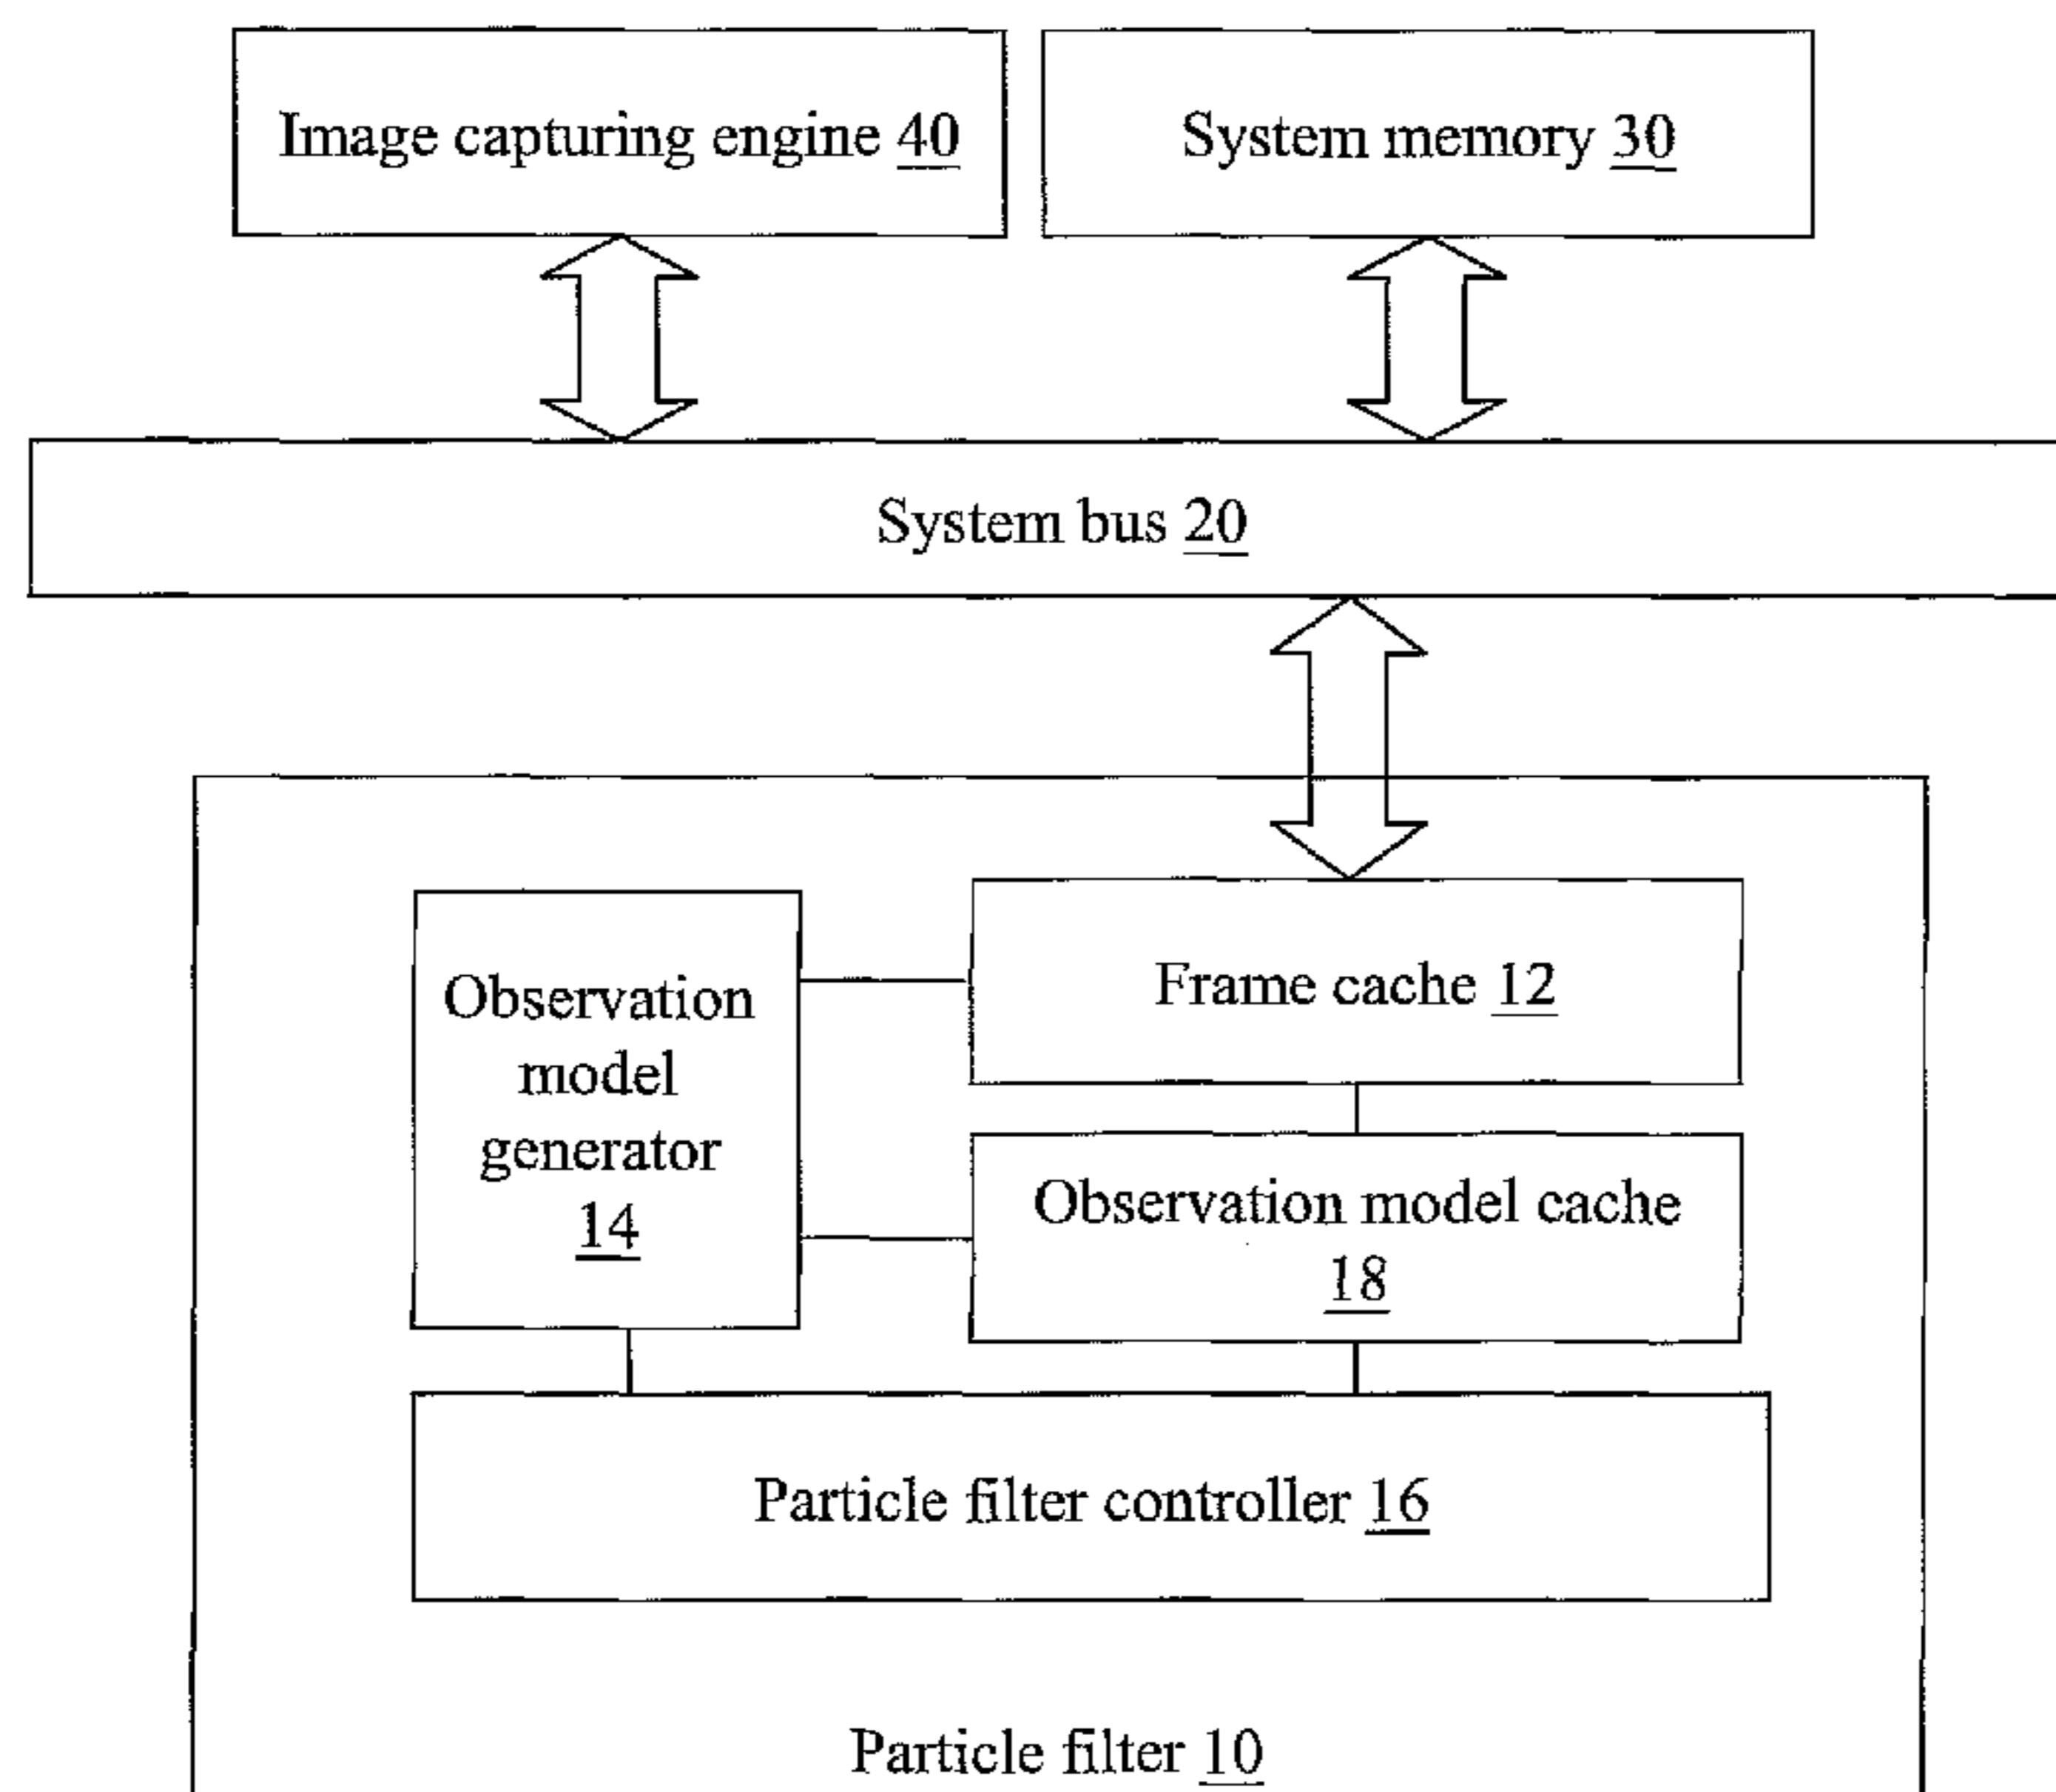 Image capturing engine 40
System memory 30
System bus 20
Observation
model
generator
14
Frame cache 12
Observation model cache
18
Particle filter controller 16
Particle filter 10